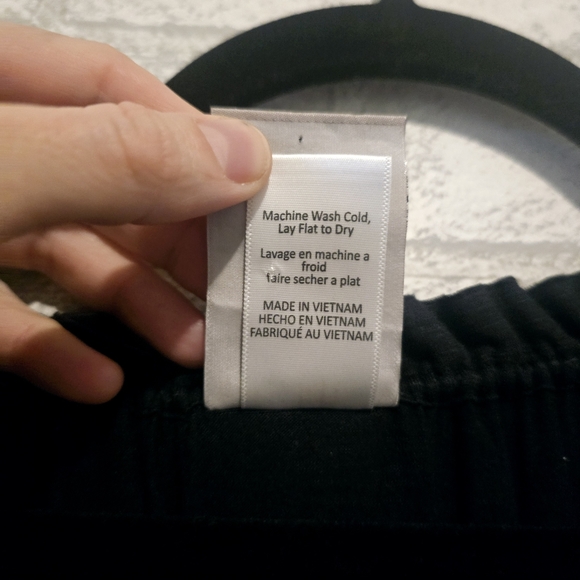 Machine Wash Cold,
Lay Flat to Dry
Lavage en machine a
froid
faire secher a plat
MADE IN VIETNAM
HECHO EN VIETNAM
FABRIQUÉ AU VIETNAM